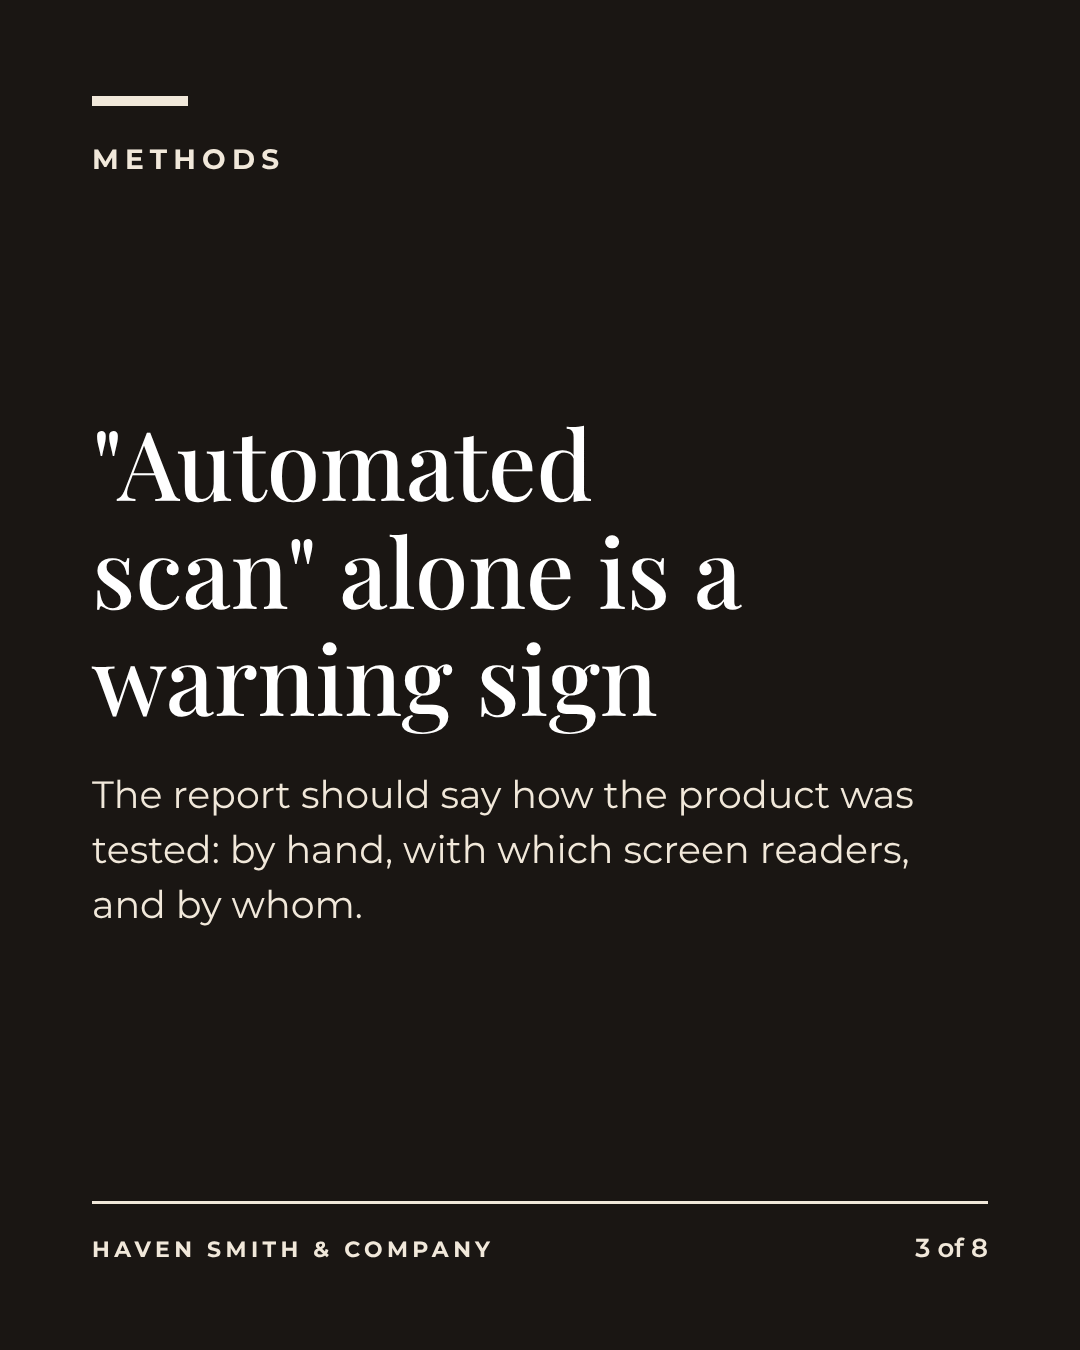 METHODS
"Automated
scan" alone is a
warning sign
The report should say how the product was
tested: by hand, with which screen readers,
and by whom.
HAVEN SMITH & COMPANY
3 of 8